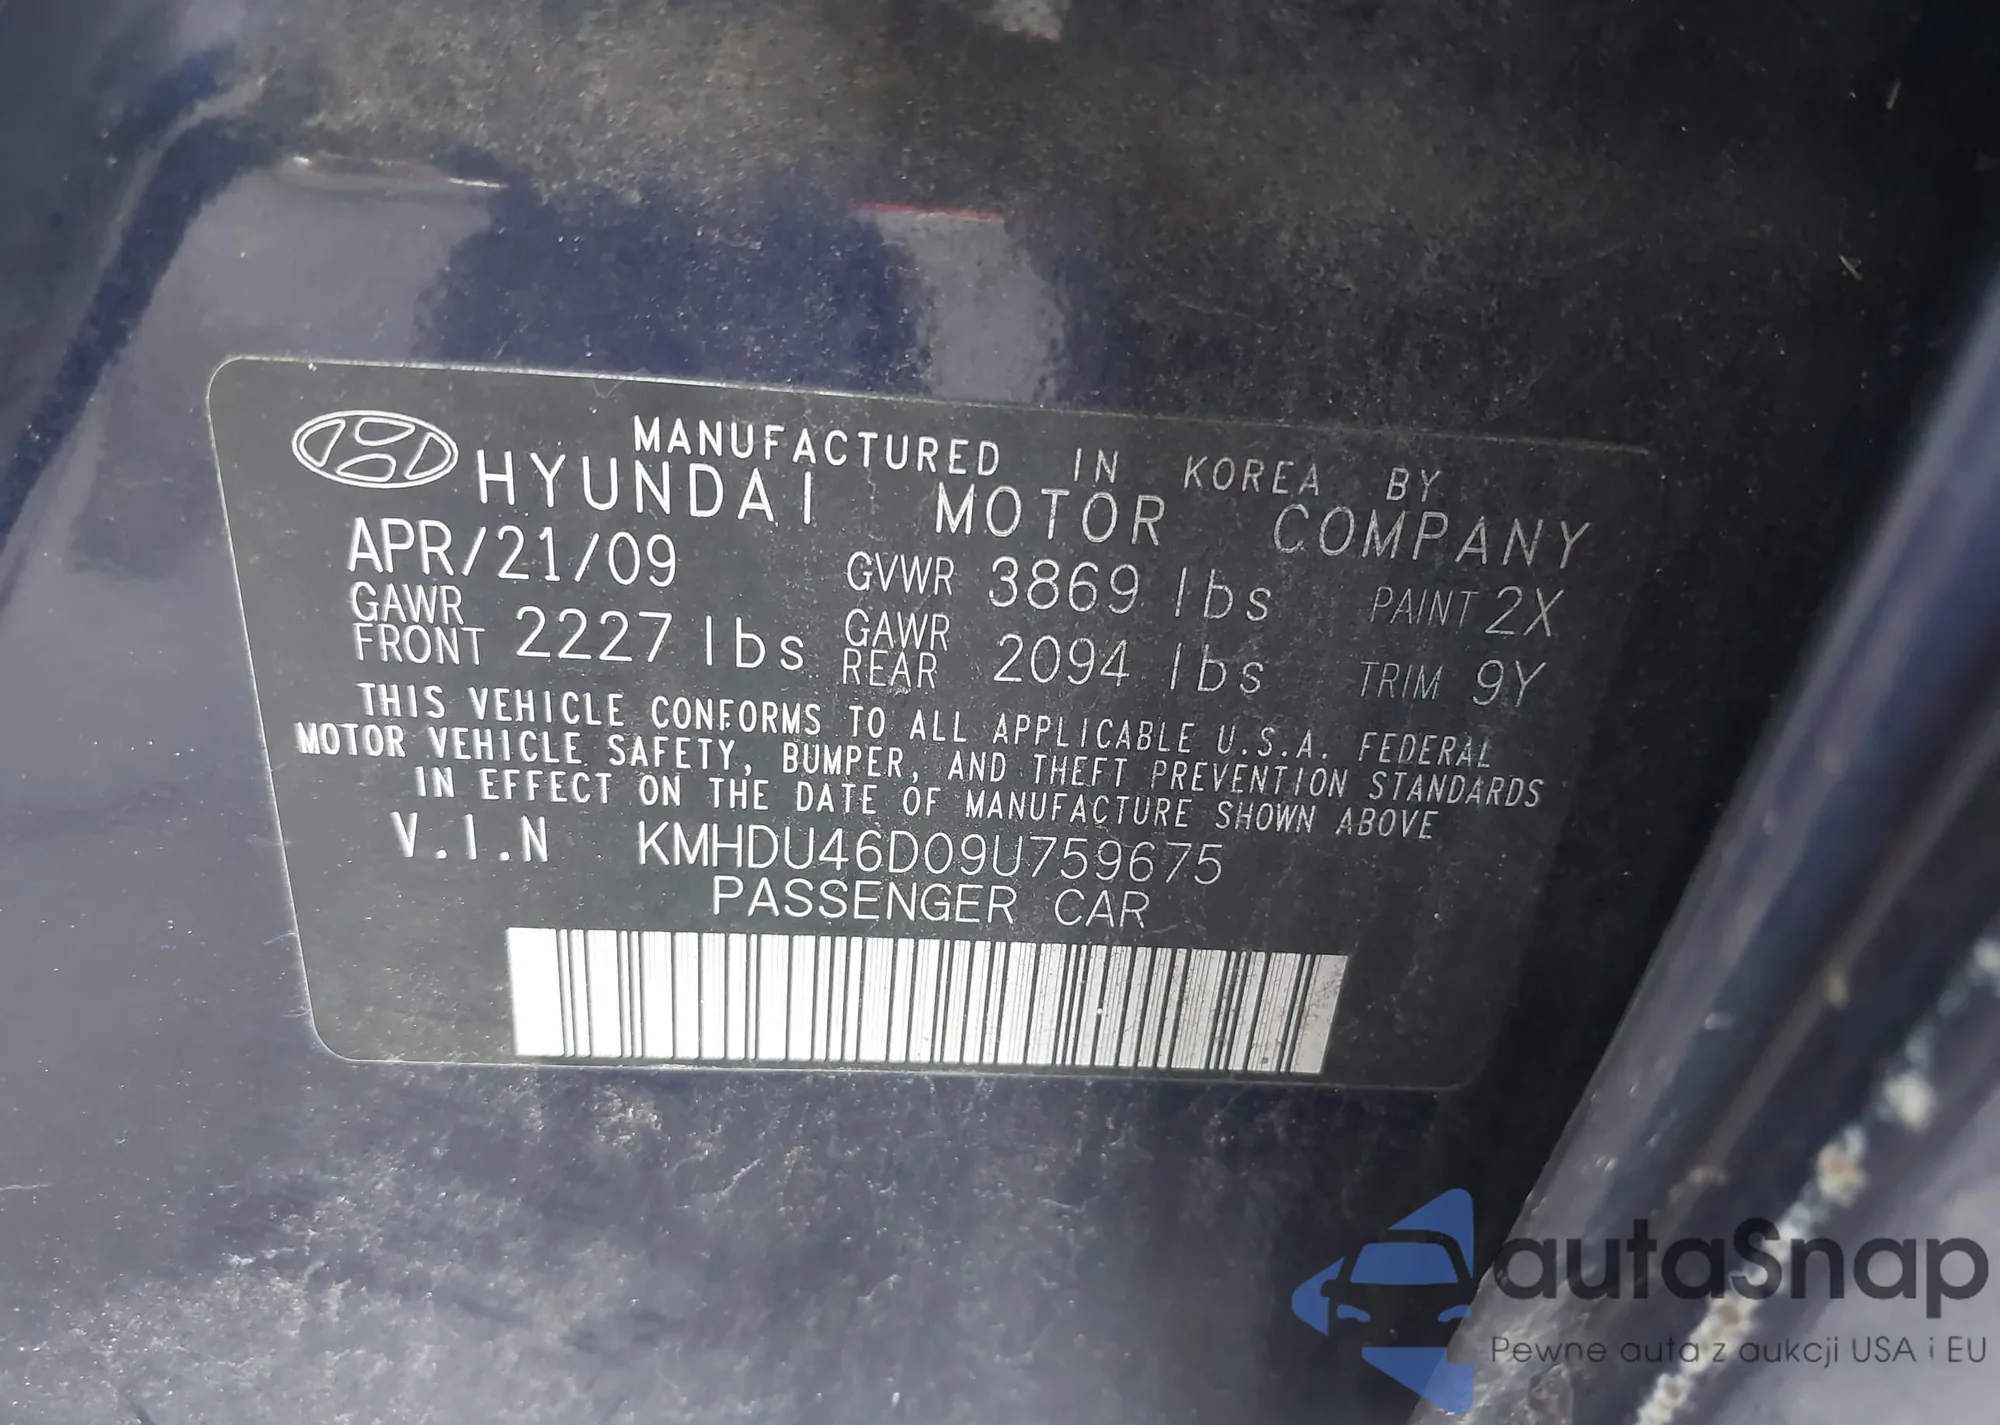 MANUFACTURED IN KOREA BY
HYUNDAI MOTOR COMPANY
APR/21/09 GVWR 3869 lbs PAINT 2X
GAWR FRONT 2227 lbs GAWR REAR 2094 lbs TRIM 9Y
THIS VEHICLE CONFORMS TO ALL APPLICABLE U.S.A. FEDERAL
MOTOR VEHICLE SAFETY, BUMPER, AND THEFT PREVENTION STANDARDS
IN EFFECT ON THE DATE OF MANUFACTURE SHOWN ABOVE
V.I.N KMHDU46D09U759675
PASSENGER CAR
autaSnap
Pewne auta z aukcji USA i EU